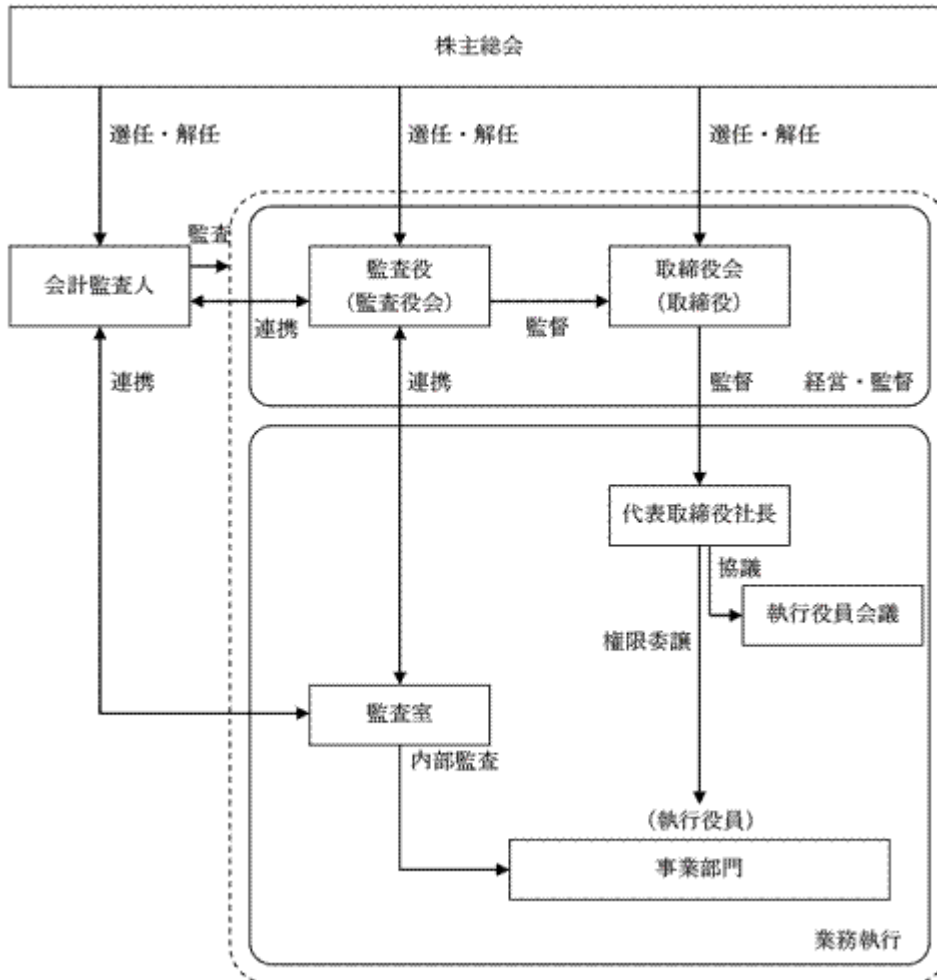 株主総会
選任・解任
選任・解任
選任・解任
監査
会計監査人
監査役
(監査役会)
取締役会
(取締役)
連携
監督
連携
連携
監督
経営・監督
代表取締役社長
協議
執行役員会議
権限委譲
監査室
内部監査
(執行役員)
事業部門
業務執行